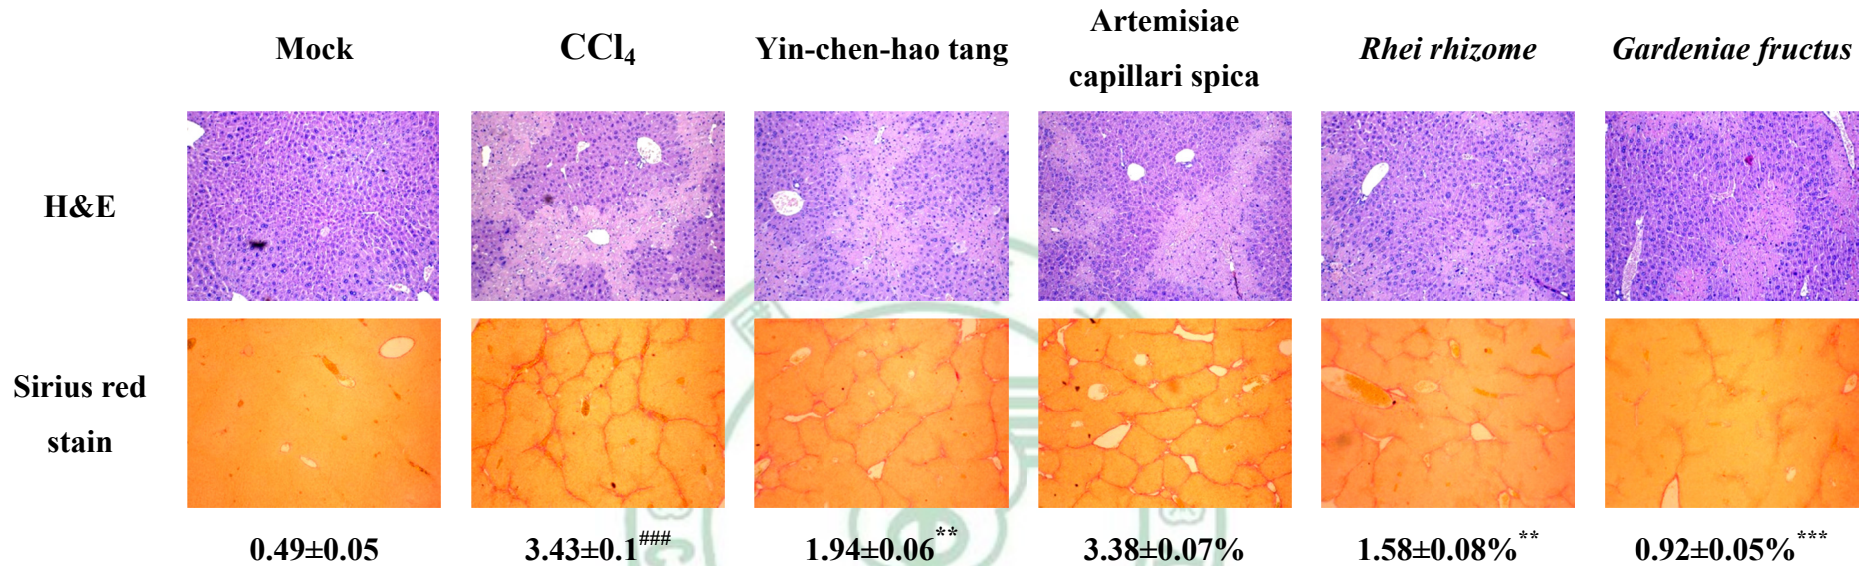 Mock
CCl₄
Yin-chen-hao tang
Artemisiae
capillari spica
Rhei rhizome
Gardeniae fructus
H&E
Sirius red
stain
0.49±0.05
3.43±0.1###
1.94±0.06**
3.38±0.07%
1.58±0.08%**
0.92±0.05%***